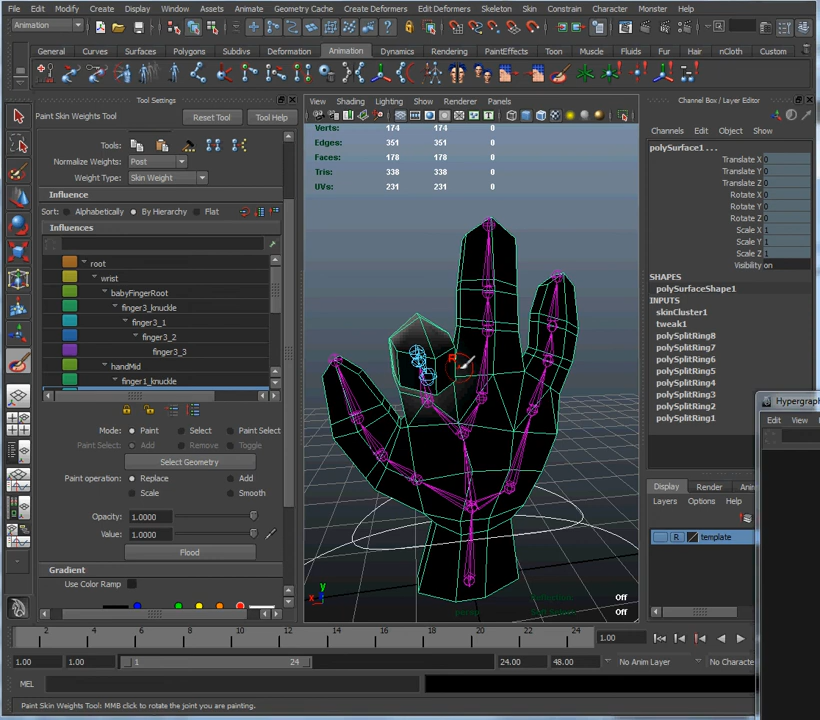 File Edit Modify Create Display Window Assets Animate Geometry Cache Create Deformers Edit Deformers Skeleton Skin Constrain Character Monster Help
Animation
General Curves Surfaces Polygons Subdivs Deformation Animation Dynamics Rendering PaintEffects Toon Muscle Fluids Fur Hair nCloth Custom
Tool Settings
Paint Skin Weights Tool Reset Tool Tool Help
Tools
Normalize Weights: Post
Weight Type: Skin Weight
Influence
Sort: Alphabetically By Hierarchy Flat
Influences
root
wrist
babyFingerRoot
finger3_knuckle
finger3_1
finger3_2
finger3_3
handMid
finger1_knuckle
Mode: Paint Select Paint Select
Paint Select: Add Remove Toggle
Select Geometry
Paint operation: Replace Add
Scale Smooth
Opacity: 1.0000
Value: 1.0000
Flood
Gradient
Use Color Ramp
View Shading Lighting Show Renderer Panels
Verts: 174 174 0
Edges: 351 351 0
Faces: 178 178 0
Tris: 338 338 0
UVs: 231 231 0
R
Off
Off
y
x
Channel Box / Layer Editor
Channels Edit Object Show
polySurface1 . . .
Translate X 0
Translate Y 0
Translate Z 0
Rotate X 0
Rotate Y 0
Rotate Z 0
Scale X 1
Scale Y 1
Scale Z 1
Visibility on
SHAPES
polySurfaceShape1
INPUTS
skinCluster1
tweak1
polySplitRing8
polySplitRing7
polySplitRing6
polySplitRing5
polySplitRing4
polySplitRing3
polySplitRing2
polySplitRing1
Hypergraph
Edit View
Display Render Anim
Layers Options Help
R template
2 4 6 8 10 12 14 16 18 20 22 24
1.00
1.00 1.00 1 24 24.00 48.00 No Anim Layer No Character
MEL
Paint Skin Weights Tool: MMB click to rotate the joint you are painting.